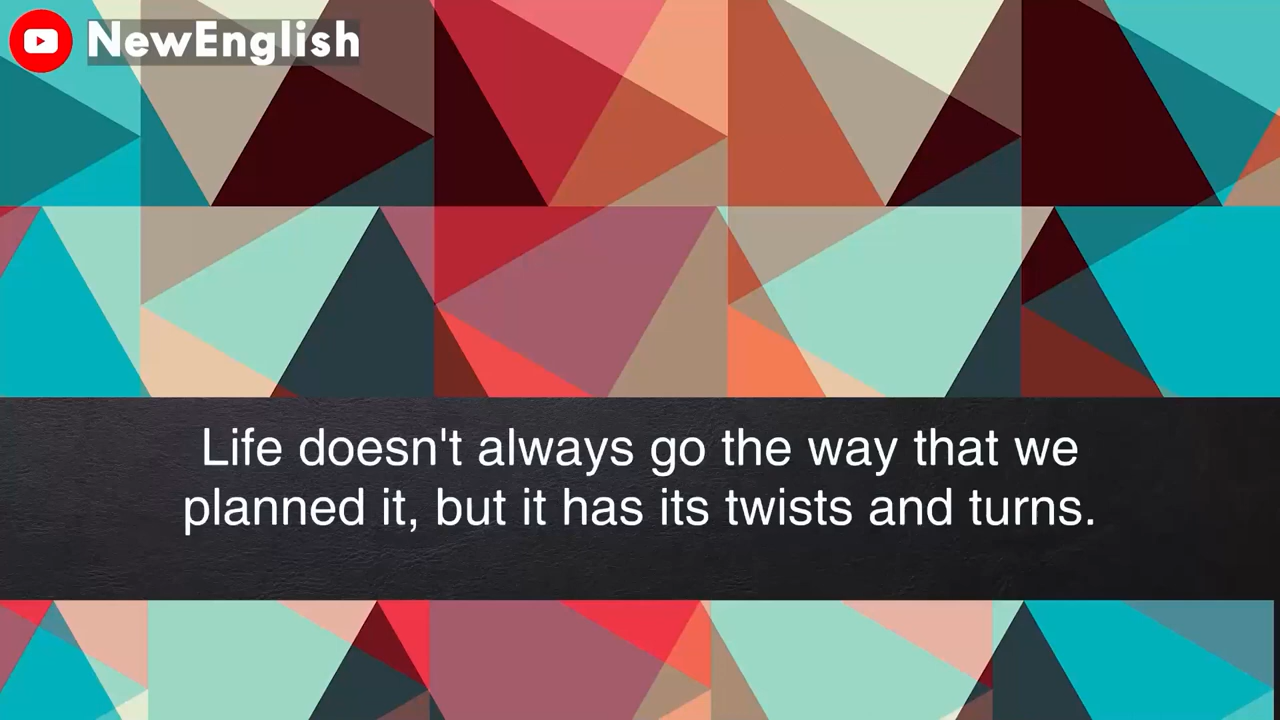 NewEnglish
Life doesn't always go the way that we
planned it, but it has its twists and turns.